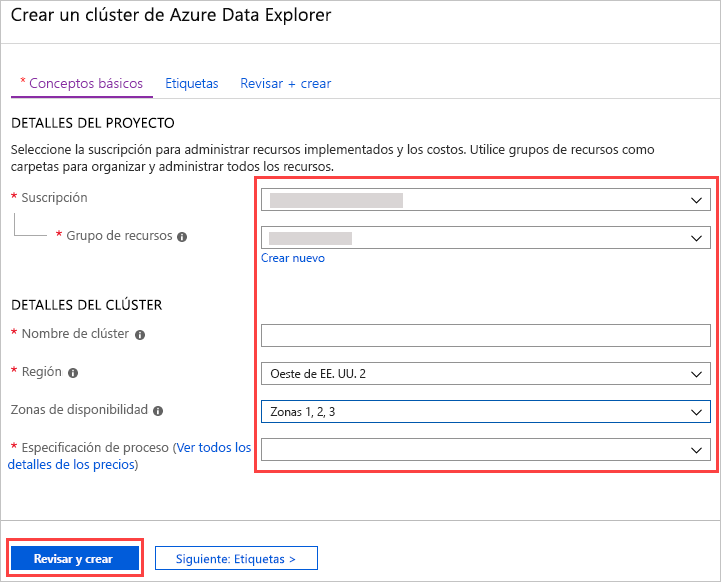 Crear un clúster de Azure Data Explorer
* Conceptos básicos Etiquetas Revisar + crear
DETALLES DEL PROYECTO
Seleccione la suscripción para administrar recursos implementados y los costos. Utilice grupos de recursos como
carpetas para organizar y administrar todos los recursos.
* Suscripción
* Grupo de recursos
Crear nuevo
DETALLES DEL CLÚSTER
* Nombre de clúster
* Región Oeste de EE. UU. 2
Zonas de disponibilidad Zonas 1, 2, 3
* Especificación de proceso (Ver todos los
detalles de los precios)
Revisar y crear Siguiente: Etiquetas >